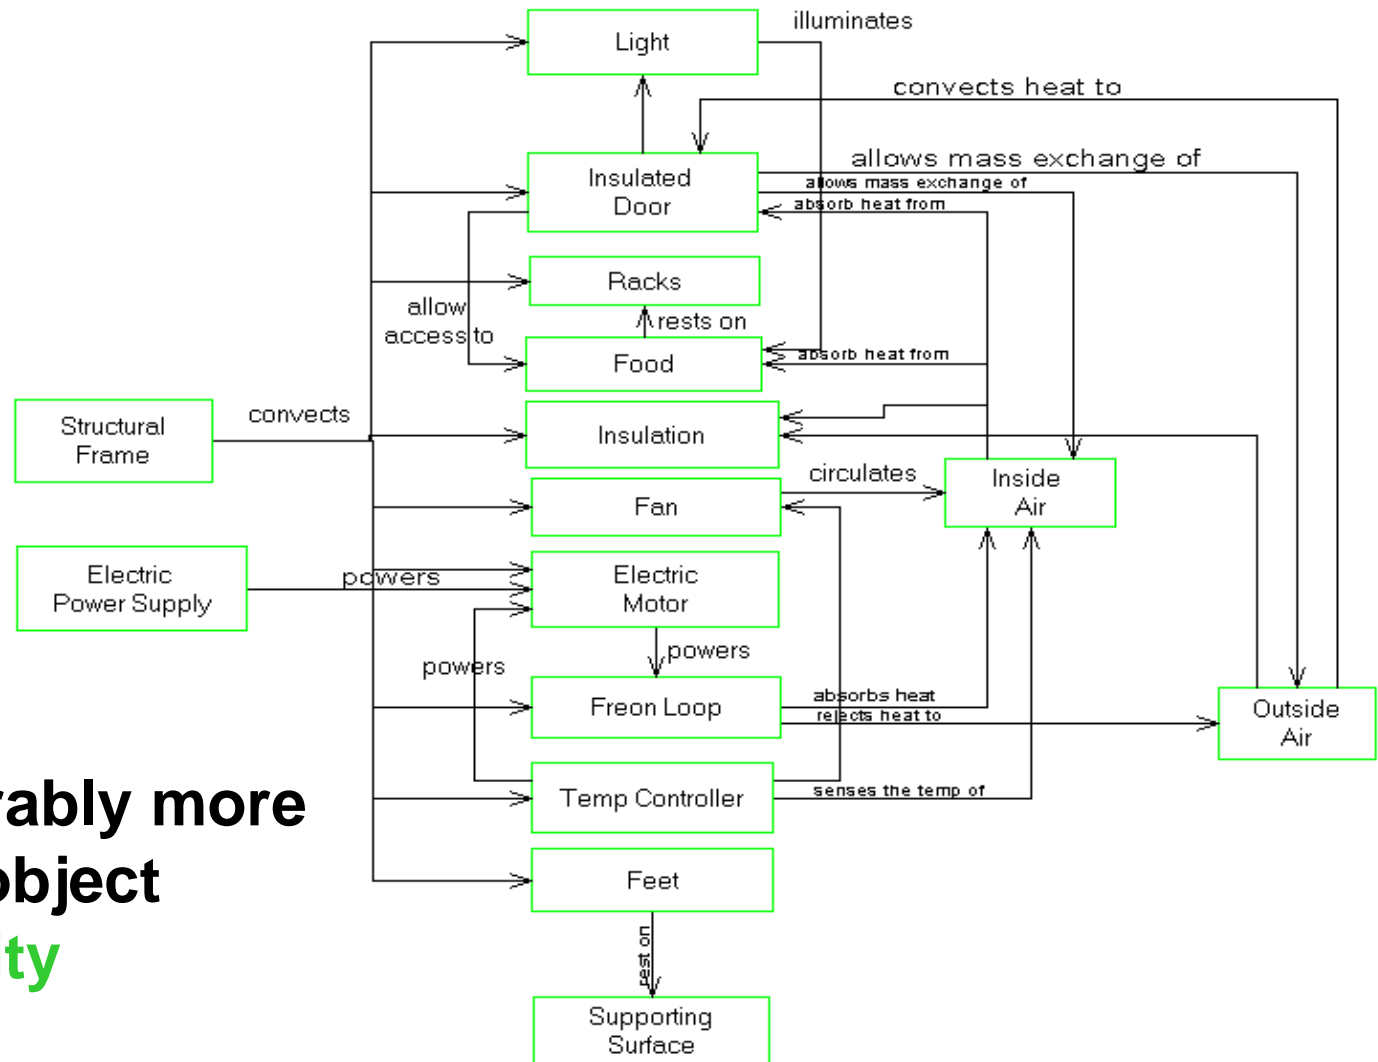 illuminates
Light
convects heat to
allows mass exchange of
Insulated
Door
allows mass exchange of
absorb heat from
Racks
allow
access to
rests on
Food
absorb heat from
Structural
Frame
convects
Insulation
circulates
Inside
Air
Fan
Electric
Power Supply
powers
Electric
Motor
powers
powers
Freon Loop
absorbs heat
rejects heat to
Outside
Air
Temp Controller
senses the temp of
rably more
object
ity
Feet
rest on
Supporting
Surface